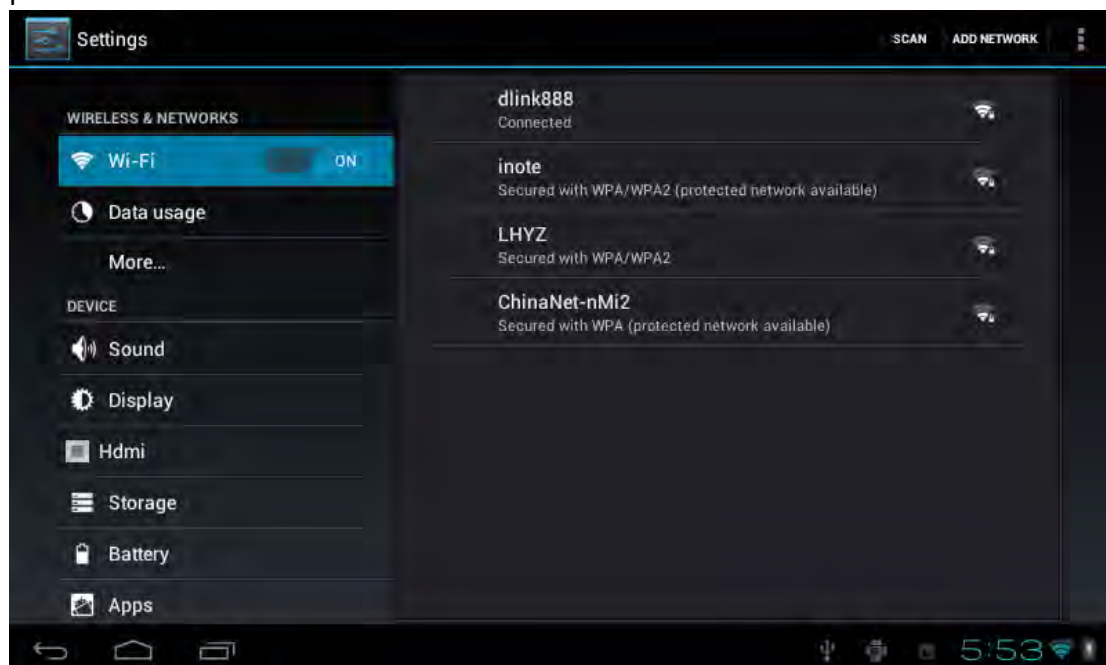 Settings
SCAN ADD NETWORK
WIRELESS & NETWORKS
Wi-Fi ON
Data usage
More...
DEVICE
Sound
Display
Hdmi
Storage
Battery
Apps
dlink888
Connected
inote
Secured with WPA/WPA2 (protected network available)
LHYZ
Secured with WPA/WPA2
ChinaNet-nMi2
Secured with WPA (protected network available)
5:53